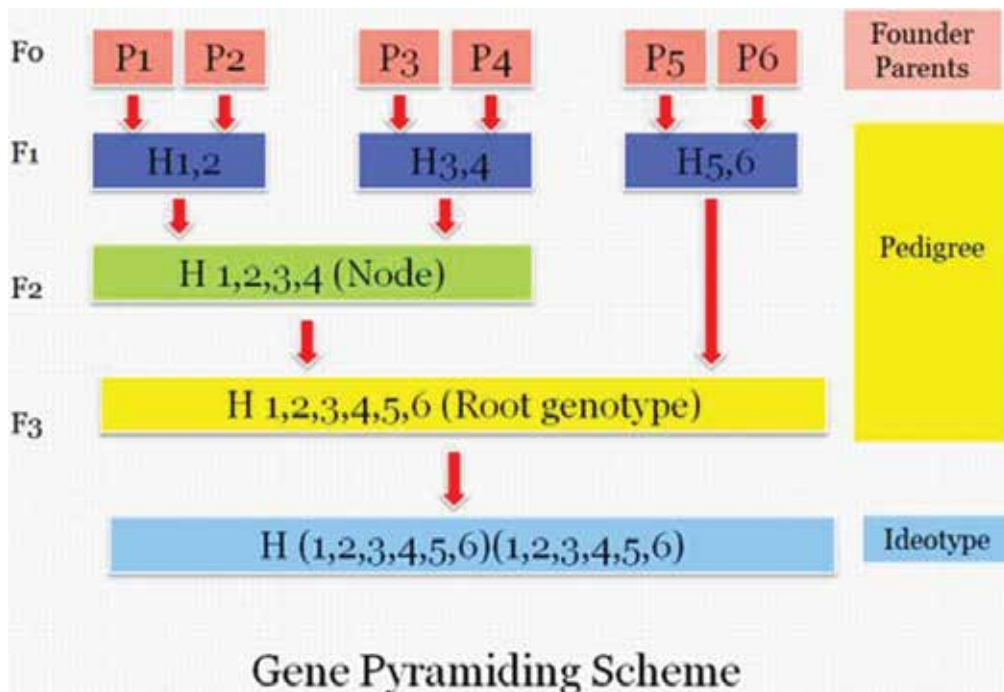 F0 P1 P2 P3 P4 P5 P6 Founder
Parents
F1 H1,2 H3,4 H5,6
Pedigree
F2 H 1,2,3,4 (Node)
F3 H 1,2,3,4,5,6 (Root genotype)
H (1,2,3,4,5,6)(1,2,3,4,5,6) Ideotype
Gene Pyramiding Scheme